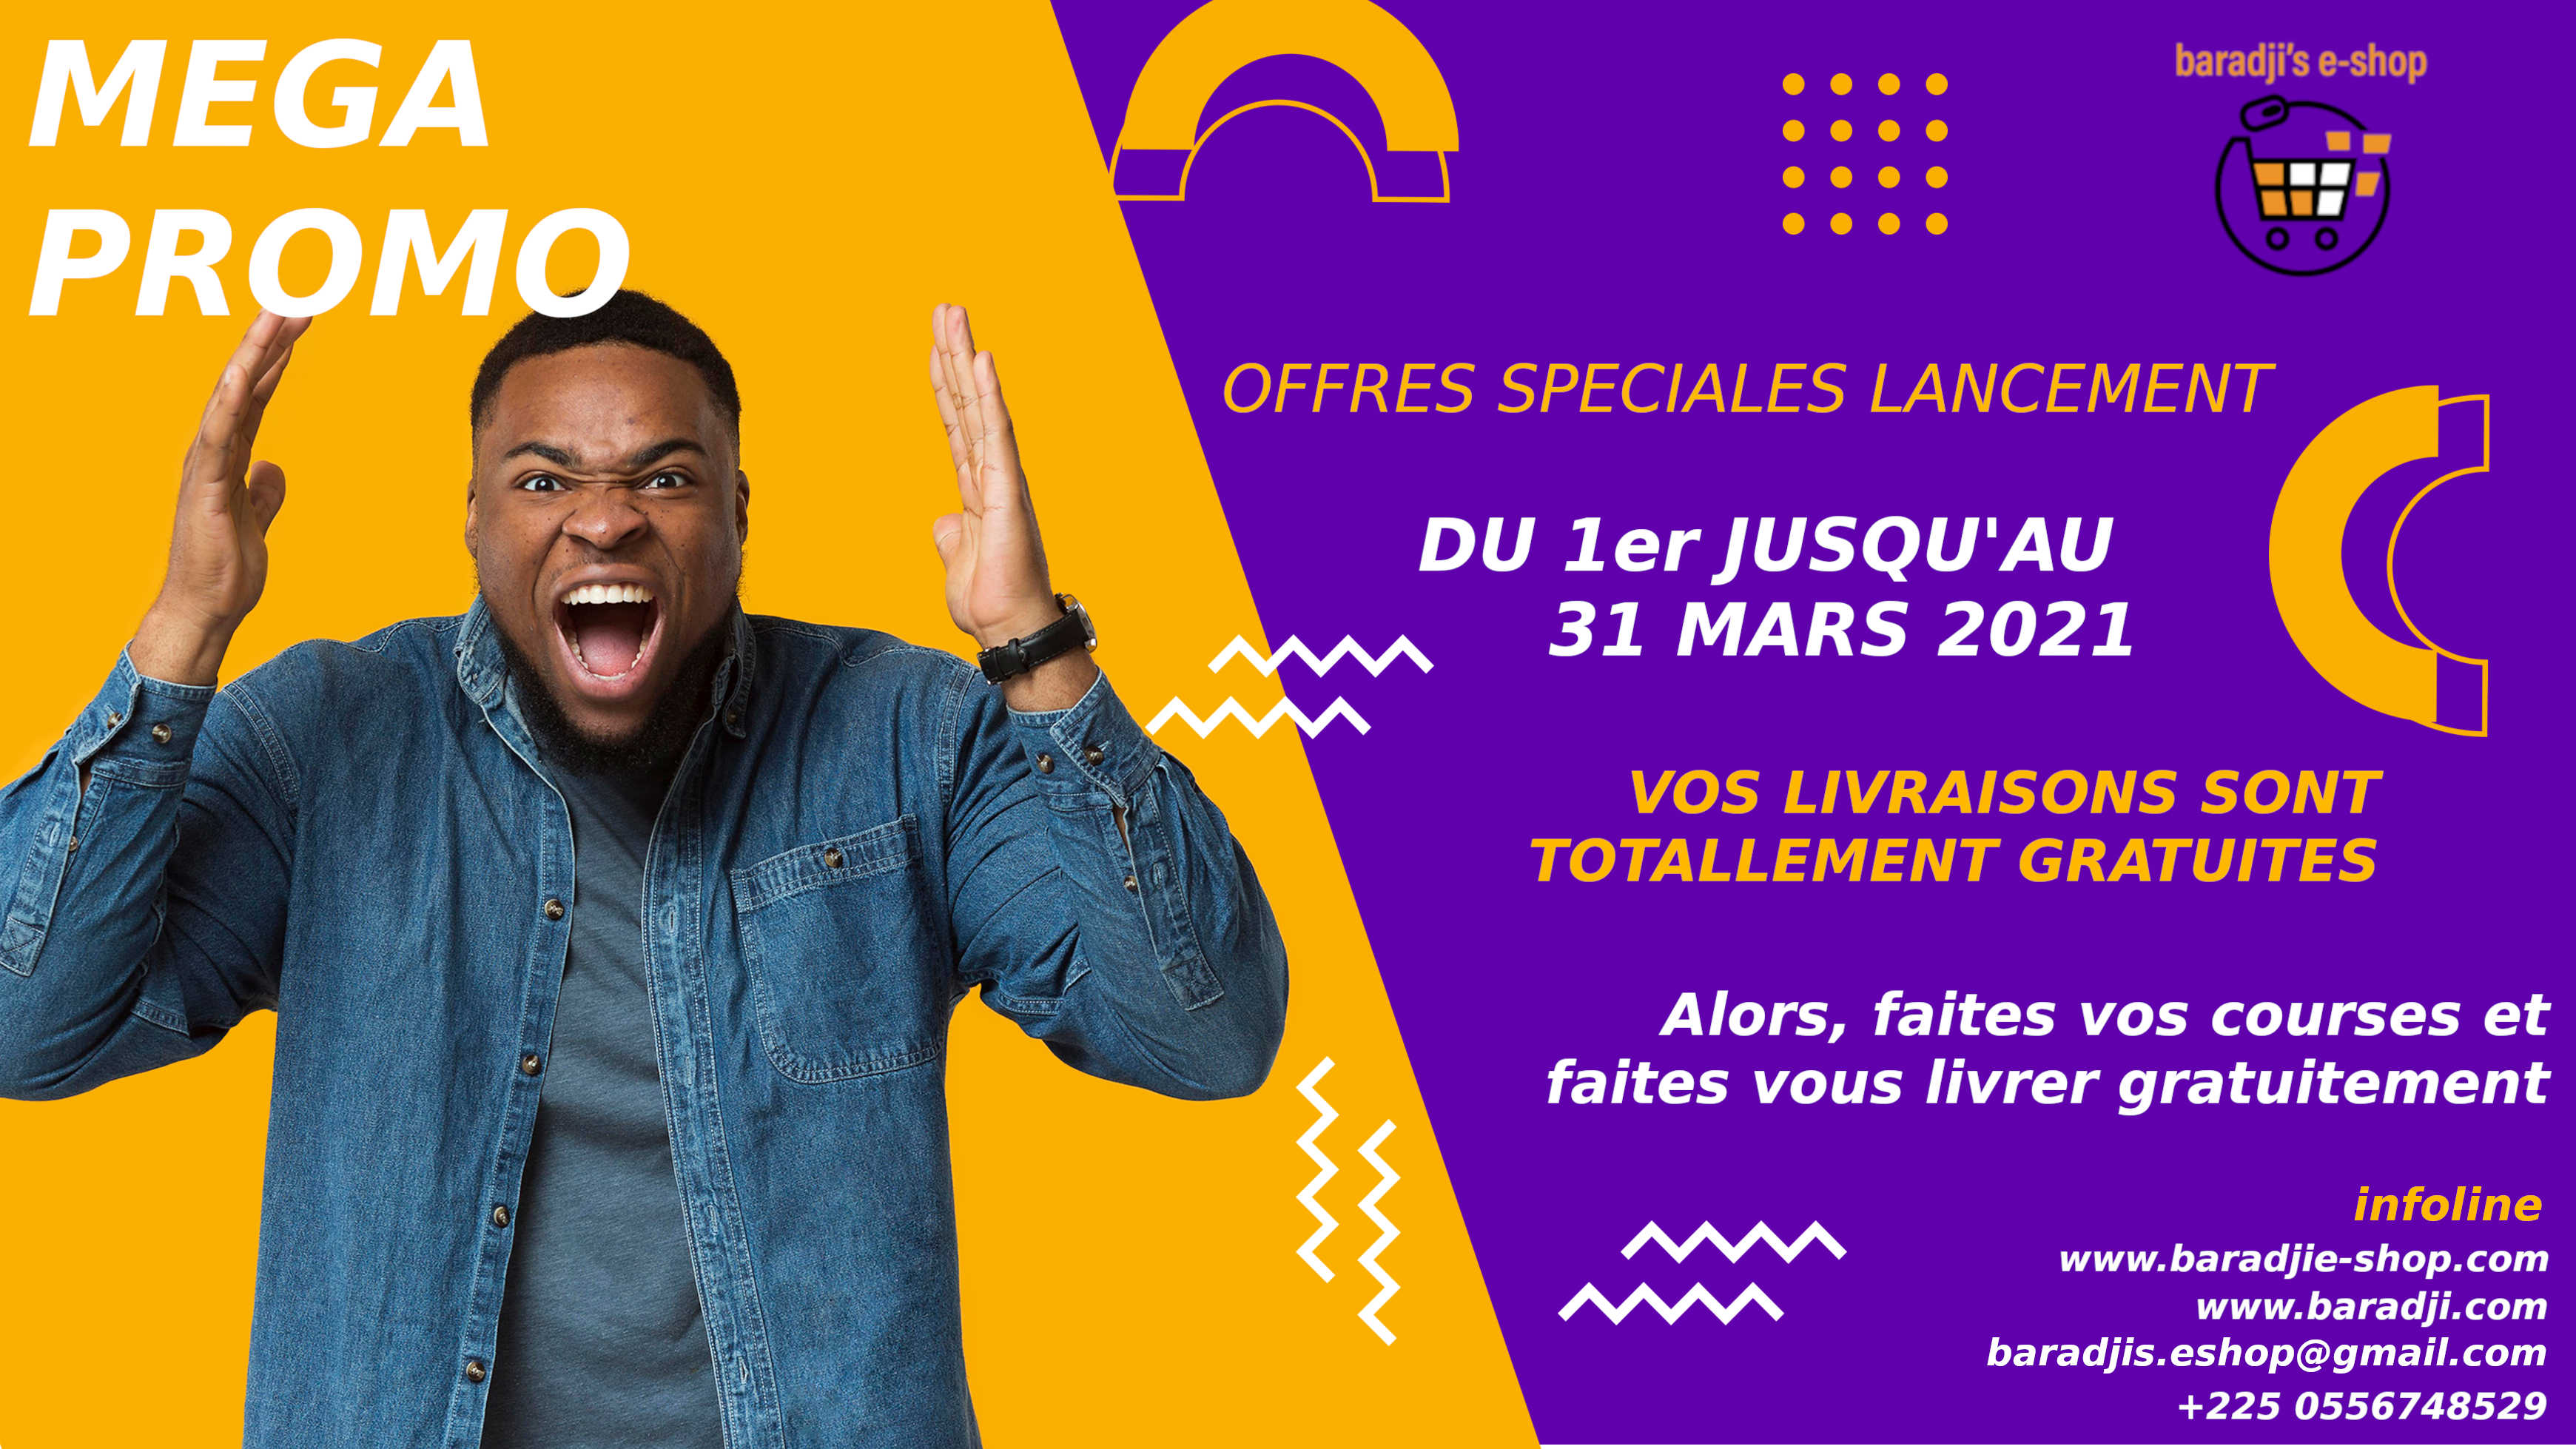 MEGA
PROMO
baradji's e-shop
OFFRES SPECIALES LANCEMENT
DU 1er JUSQU'AU
31 MARS 2021
VOS LIVRAISONS SONT
TOTALLEMENT GRATUITES
Alors, faites vos courses et
faites vous livrer gratuitement
infoline
www.baradjie-shop.com
www.baradji.com
baradjis.eshop@gmail.com
+225 0556748529